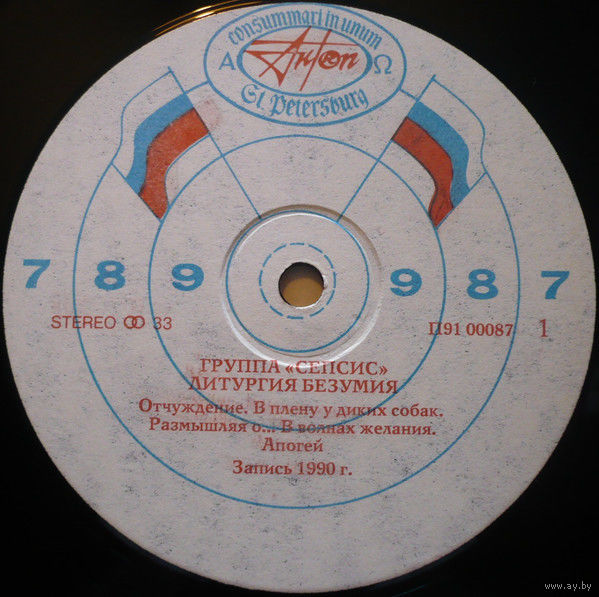 consummari in unum
Α Антон Ω
St. Petersburg
7 8 9 9 8 7
STEREO 33
П91 00087 1
ГРУППА «СЕПСИС»
ЛИТУРГИЯ БЕЗУМИЯ
Отчуждение. В плену у диких собак.
Размышляя о... В волнах желания.
Апогей
Запись 1990 г.
www.ay.by